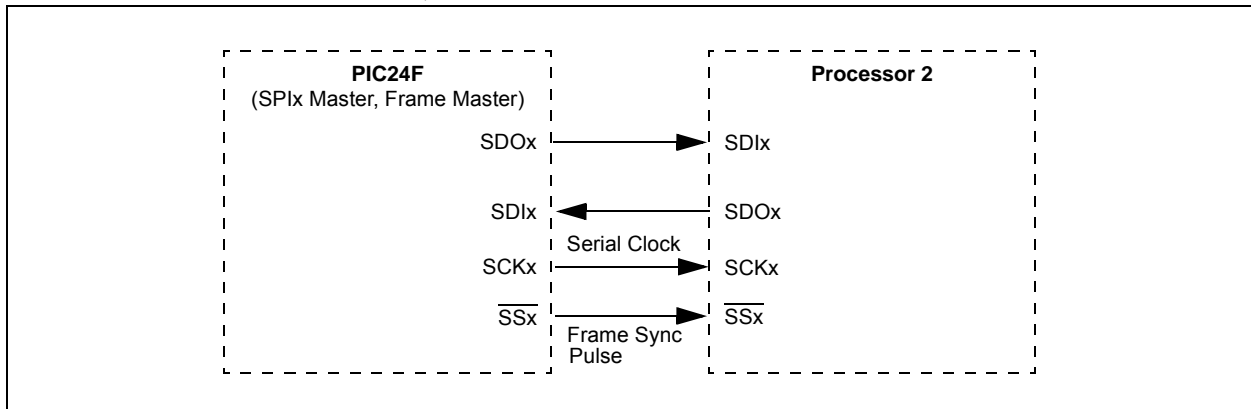 PIC24F
(SPIx Master, Frame Master)
Processor 2
SDOx
SDIx
SDIx
SDOx
Serial Clock
SCKx
SCKx
SSx
SSx
Frame Sync
Pulse